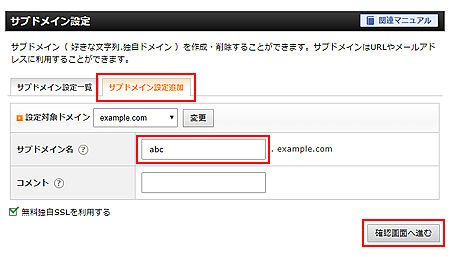 サブドメイン設定
関連マニュアル
サブドメイン（ 好きな文字列.独自ドメイン ）を作成・削除することができます。サブドメインはURLやメールアド
レスに利用することができます。
サブドメイン設定一覧 サブドメイン設定追加
設定対象ドメイン example.com 変更
サブドメイン名 ? abc . example.com
コメント ?
無料独自SSLを利用する
確認画面へ進む